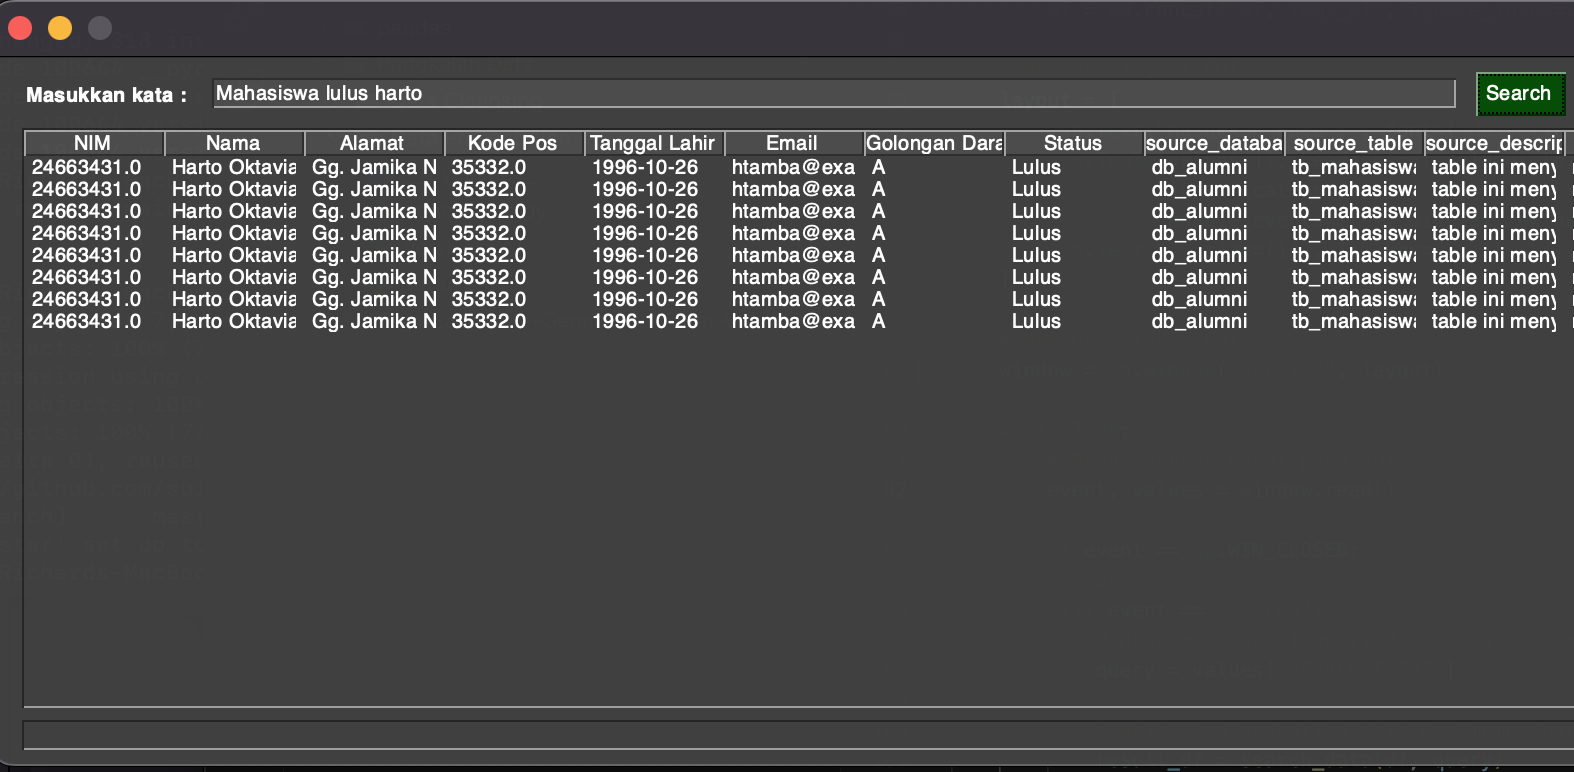 Masukkan kata : Mahasiswa lulus harto Search
NIM Nama Alamat Kode Pos Tanggal Lahir Email Golongan Dara Status source_databa source_table source_descrip
24663431.0 Harto Oktavia Gg. Jamika N 35332.0 1996-10-26 htamba@exa A Lulus db_alumni tb_mahasiswa table ini meny
24663431.0 Harto Oktavia Gg. Jamika N 35332.0 1996-10-26 htamba@exa A Lulus db_alumni tb_mahasiswa table ini meny
24663431.0 Harto Oktavia Gg. Jamika N 35332.0 1996-10-26 htamba@exa A Lulus db_alumni tb_mahasiswa table ini meny
24663431.0 Harto Oktavia Gg. Jamika N 35332.0 1996-10-26 htamba@exa A Lulus db_alumni tb_mahasiswa table ini meny
24663431.0 Harto Oktavia Gg. Jamika N 35332.0 1996-10-26 htamba@exa A Lulus db_alumni tb_mahasiswa table ini meny
24663431.0 Harto Oktavia Gg. Jamika N 35332.0 1996-10-26 htamba@exa A Lulus db_alumni tb_mahasiswa table ini meny
24663431.0 Harto Oktavia Gg. Jamika N 35332.0 1996-10-26 htamba@exa A Lulus db_alumni tb_mahasiswa table ini meny
24663431.0 Harto Oktavia Gg. Jamika N 35332.0 1996-10-26 htamba@exa A Lulus db_alumni tb_mahasiswa table ini meny